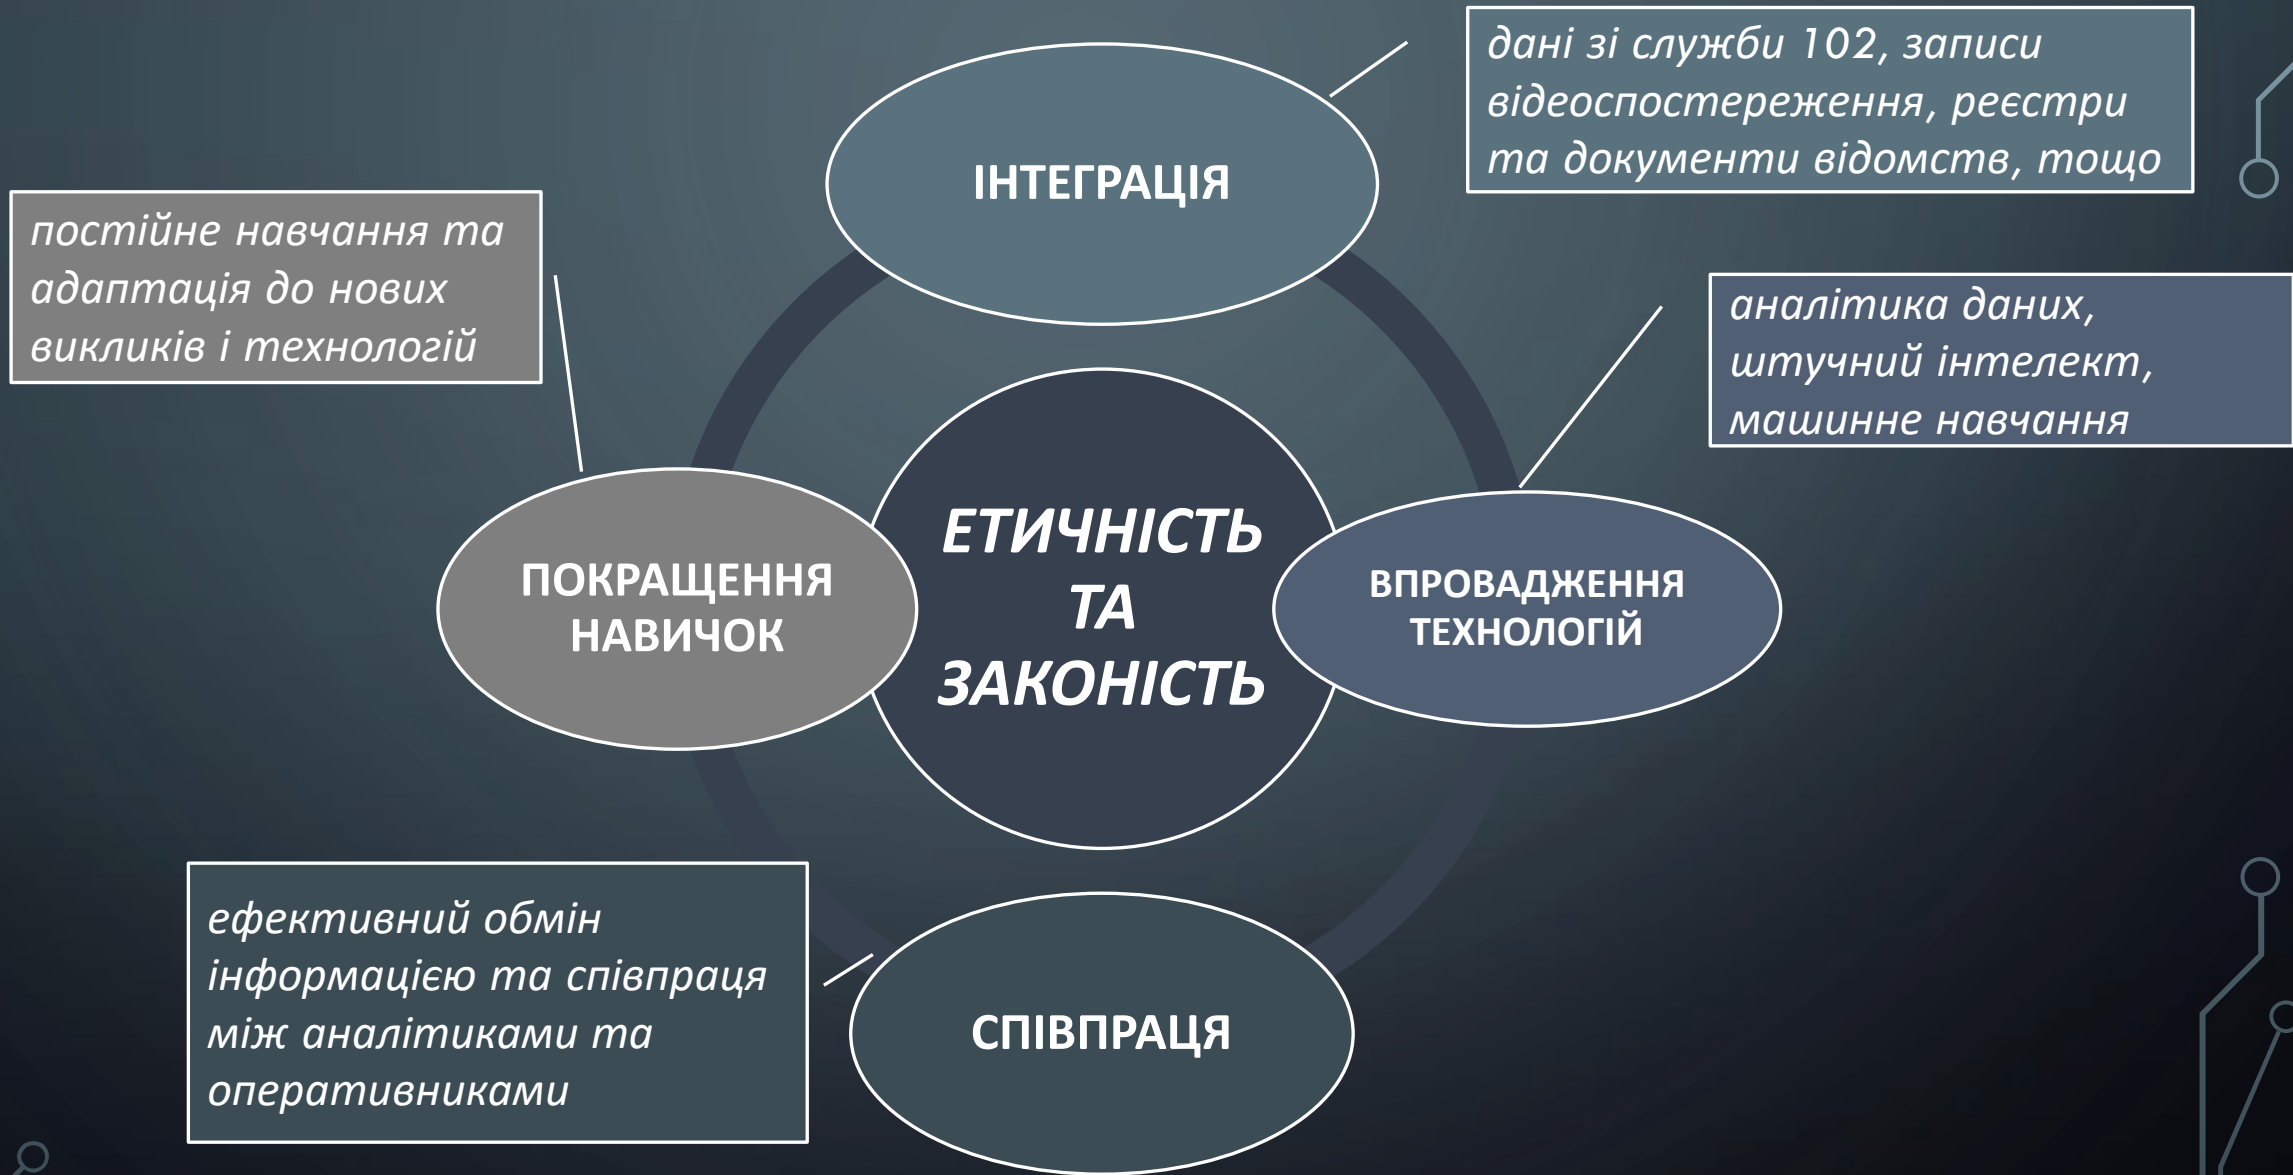 ІНТЕГРАЦІЯ
дані зі служби 102, записи
відеоспостереження, реєстри
та документи відомств, тощо
постійне навчання та
адаптація до нових
викликів і технологій
аналітика даних,
штучний інтелект,
машинне навчання
ПОКРАЩЕННЯ
НАВИЧОК
ЕТИЧНІСТЬ
ТА
ЗАКОНІСТЬ
ВПРОВАДЖЕННЯ
ТЕХНОЛОГІЙ
ефективний обмін
інформацією та співпраця
між аналітиками та
оперативниками
СПІВПРАЦЯ